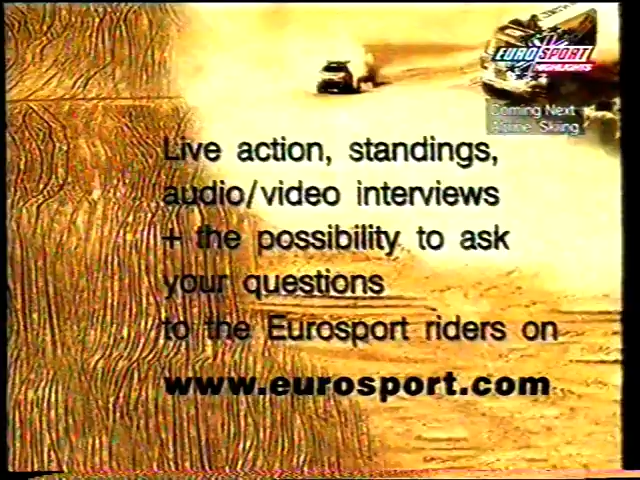 EUROSPORT
HIGHLIGHTS
Coming Next
Alpine Skiing
Live action, standings,
audio/video interviews
+ the possibility to ask
your questions
to the Eurosport riders on
www.eurosport.com